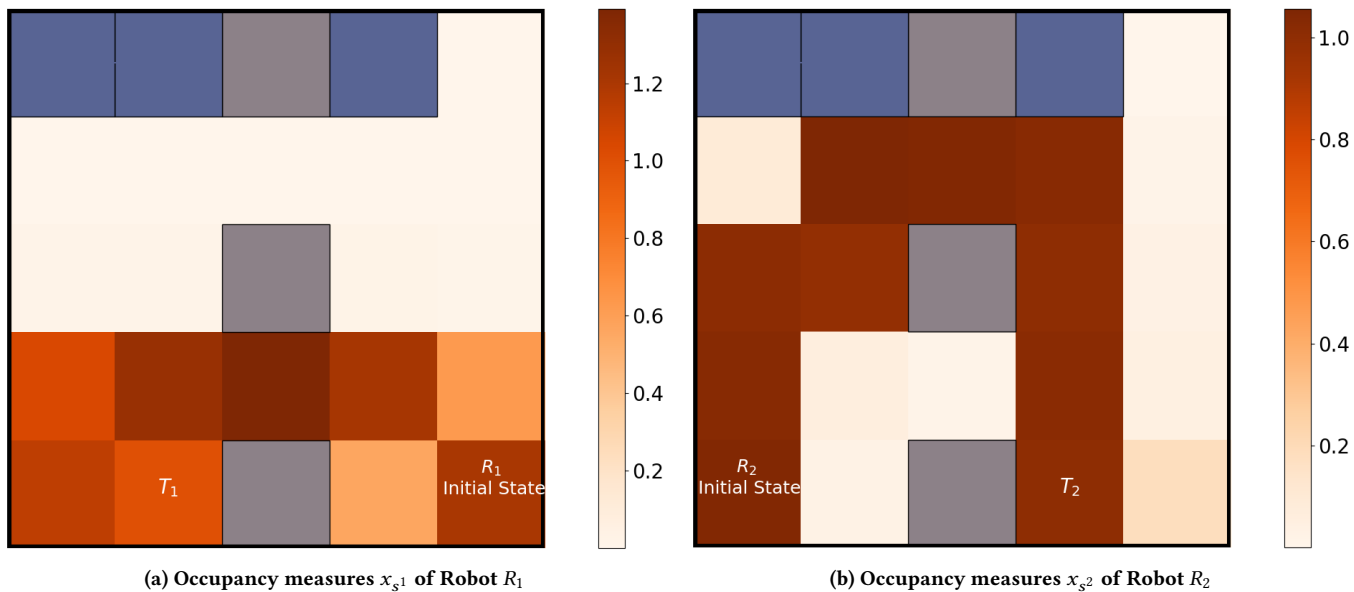 1.2
1.0
0.8
0.6
0.4
0.2
T₁
R₁
Initial State
(a) Occupancy measures xₛ₁ of Robot R₁
1.0
0.8
0.6
0.4
0.2
R₂
Initial State
T₂
(b) Occupancy measures xₛ₂ of Robot R₂